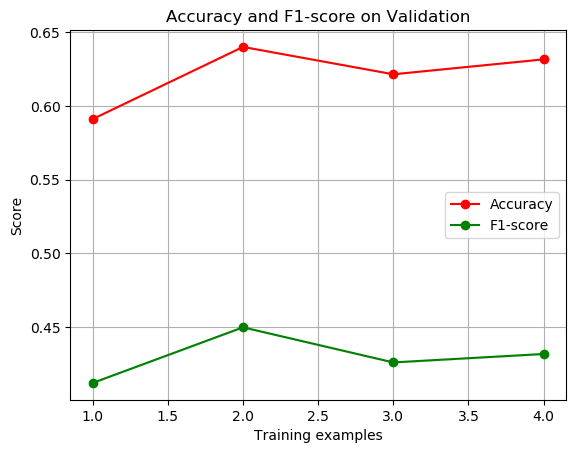 Accuracy and F1-score on Validation
0.65
0.60
0.55
0.50
0.45
Score
Accuracy
F1-score
1.0 1.5 2.0 2.5 3.0 3.5 4.0
Training examples